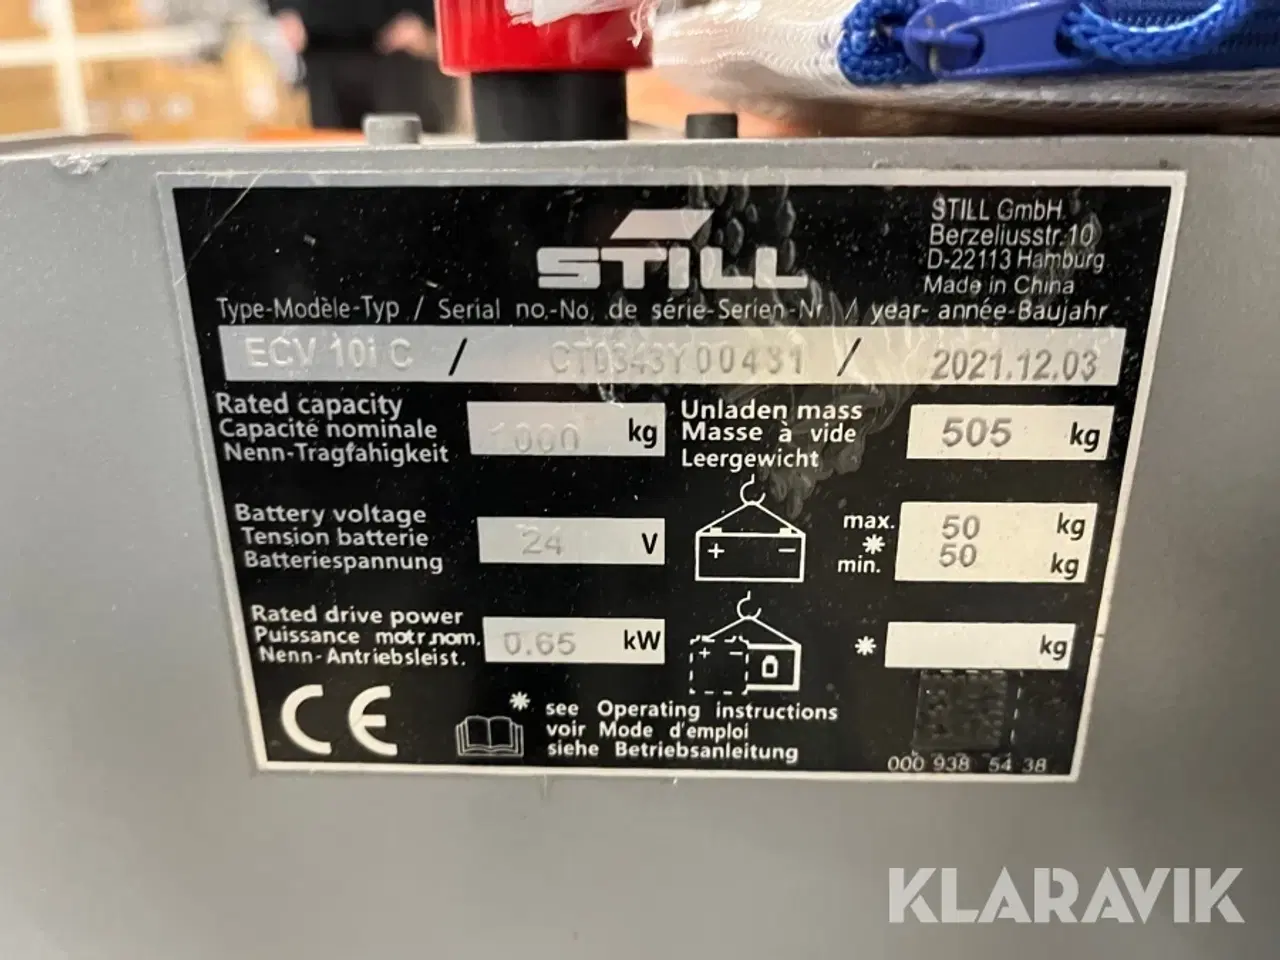 STILL
STILL GmbH
Berzeliusstr.10
D-22113 Hamburg
Made in China
Type-Modèle-Typ / Serial no.-No. de série-Serien-Nr / year- année-Baujahr
ECV 10i C / CT0343Y00431 / 2021.12.03
Rated capacity
Capacité nominale
Nenn-Tragfähigkeit
1000 kg
Unladen mass
Masse à vide
Leergewicht
505 kg
Battery voltage
Tension batterie
Batteriespannung
24 V
+ −
max. 50 kg
*
min. 50 kg
Rated drive power
Puissance motr.nom.
Nenn-Antriebsleist.
0.65 kW
+ −
* kg
CE
* see Operating instructions
voir Mode d'emploi
siehe Betriebsanleitung
000 938 54 38
KLARAVIK